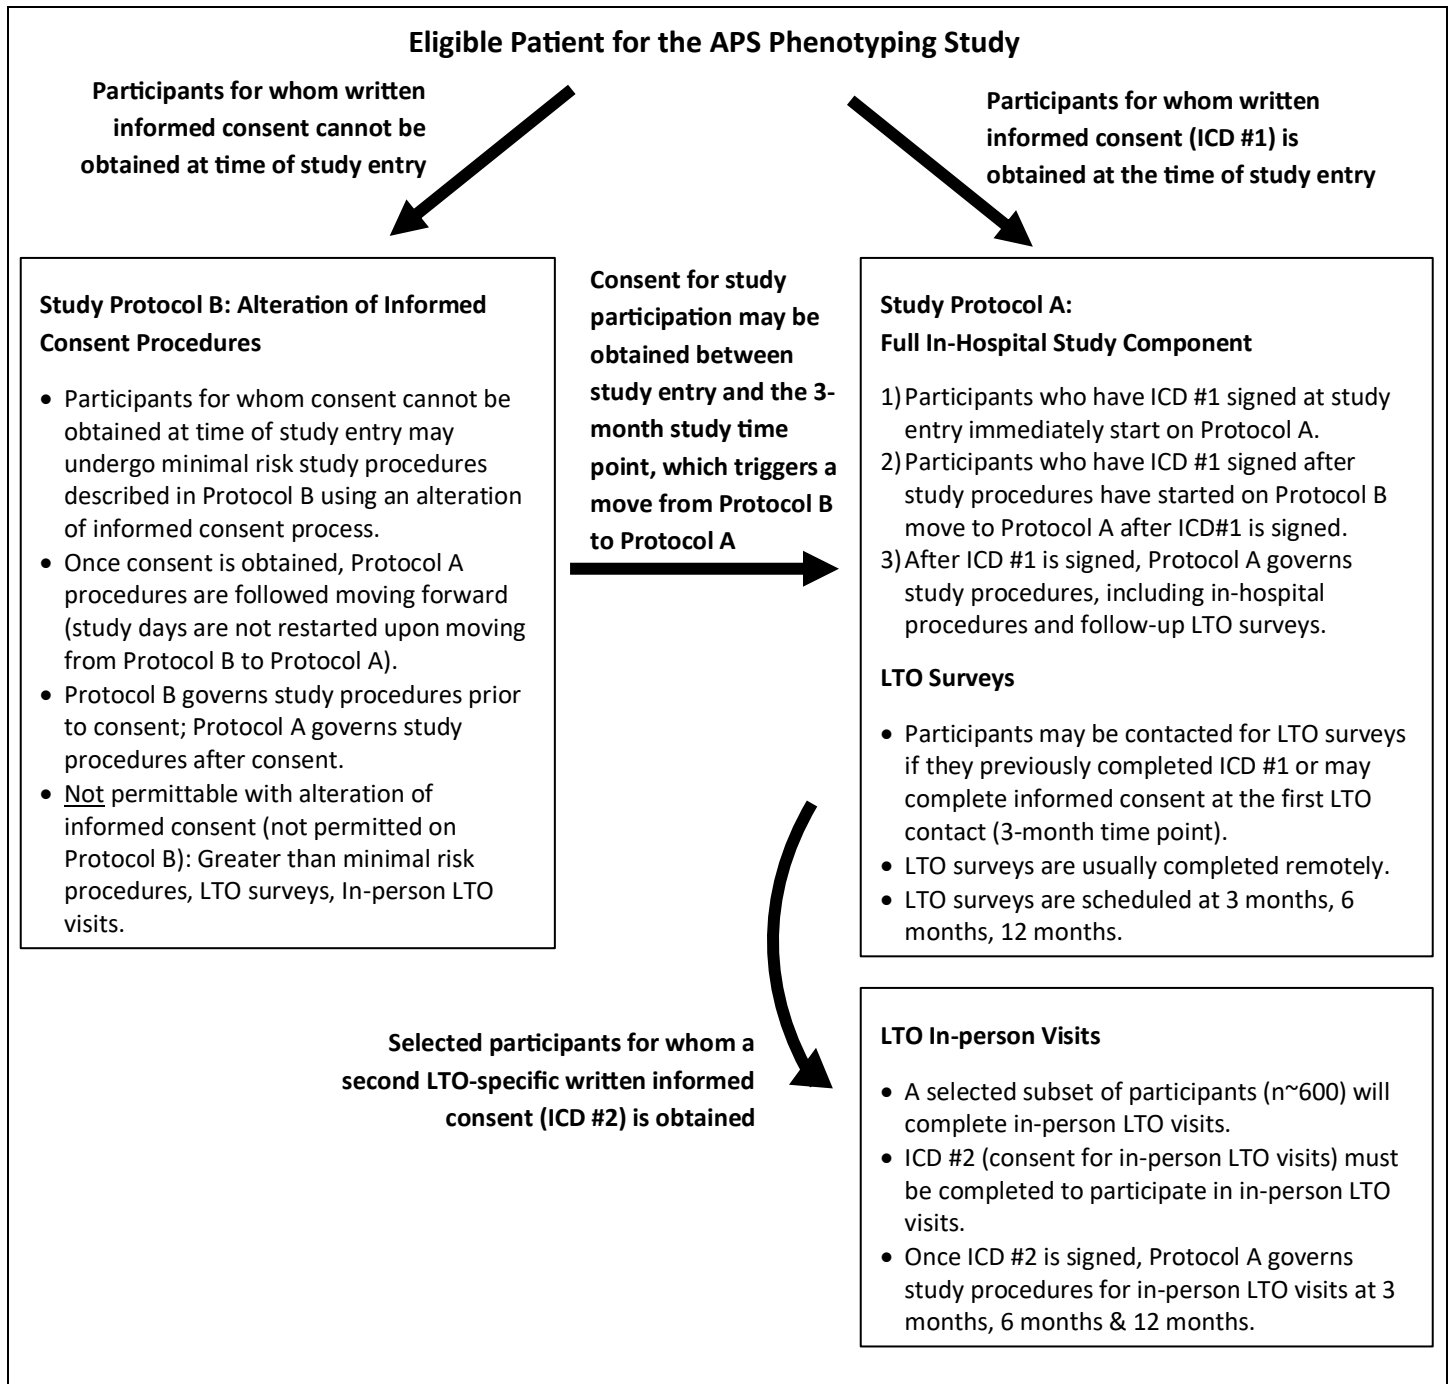 Eligible Patient for the APS Phenotyping Study
Participants for whom written
informed consent cannot be
obtained at time of study entry
Participants for whom written
informed consent (ICD #1) is
obtained at the time of study entry
Study Protocol B: Alteration of Informed
Consent Procedures
• Participants for whom consent cannot be
obtained at time of study entry may
undergo minimal risk study procedures
described in Protocol B using an alteration
of informed consent process.
• Once consent is obtained, Protocol A
procedures are followed moving forward
(study days are not restarted upon moving
from Protocol B to Protocol A).
• Protocol B governs study procedures prior
to consent; Protocol A governs study
procedures after consent.
• Not permittable with alteration of
informed consent (not permitted on
Protocol B): Greater than minimal risk
procedures, LTO surveys, In-person LTO
visits.
Consent for study
participation may be
obtained between
study entry and the 3-
month study time
point, which triggers a
move from Protocol B
to Protocol A
Study Protocol A:
Full In-Hospital Study Component
1) Participants who have ICD #1 signed at study
entry immediately start on Protocol A.
2) Participants who have ICD #1 signed after
study procedures have started on Protocol B
move to Protocol A after ICD#1 is signed.
3) After ICD #1 is signed, Protocol A governs
study procedures, including in-hospital
procedures and follow-up LTO surveys.
LTO Surveys
• Participants may be contacted for LTO surveys
if they previously completed ICD #1 or may
complete informed consent at the first LTO
contact (3-month time point).
• LTO surveys are usually completed remotely.
• LTO surveys are scheduled at 3 months, 6
months, 12 months.
Selected participants for whom a
second LTO-specific written informed
consent (ICD #2) is obtained
LTO In-person Visits
• A selected subset of participants (n~600) will
complete in-person LTO visits.
• ICD #2 (consent for in-person LTO visits) must
be completed to participate in in-person LTO
visits.
• Once ICD #2 is signed, Protocol A governs
study procedures for in-person LTO visits at 3
months, 6 months & 12 months.